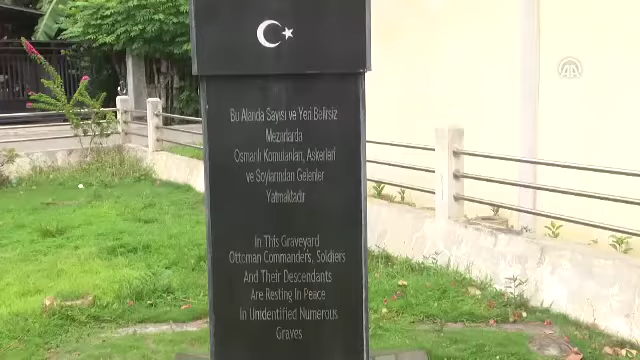 Bu Alanda Sayısı ve Yeri Belirsiz
Mezarlarda
Osmanlı Komutanları, Askerleri
ve Soylarından Gelenler
Yatmaktadır
In This Graveyard
Ottoman Commanders, Soldiers
And Their Descendants
Are Resting In Peace
In Unidentified Numerous
Graves
AA